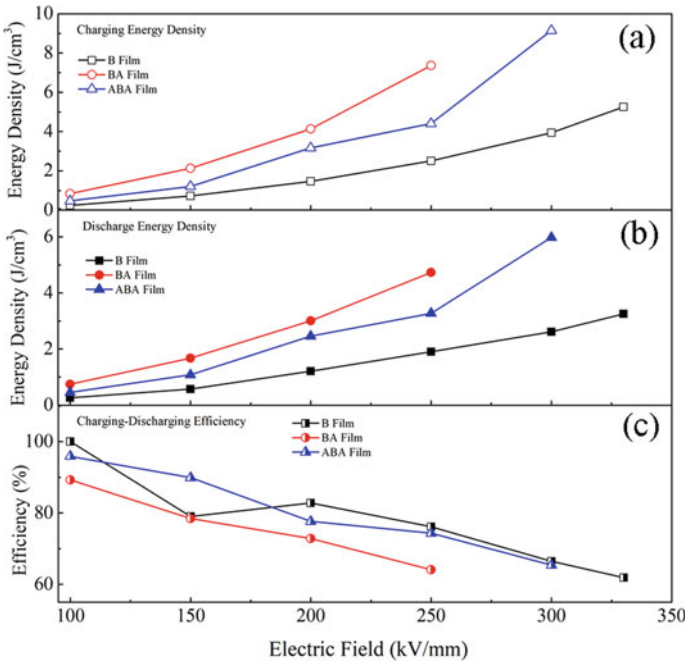 10
8
6
4
2
0
Energy Density (J/cm³)
Charging Energy Density
B Film
BA Film
ABA Film
(a)
6
4
2
0
Energy Density (J/cm³)
Discharge Energy Density
B Film
BA Film
ABA Film
(b)
100
80
60
Efficiency (%)
Charging-Discharging Efficiency
B Film
BA Film
ABA Film
(c)
100 150 200 250 300 350
Electric Field (kV/mm)